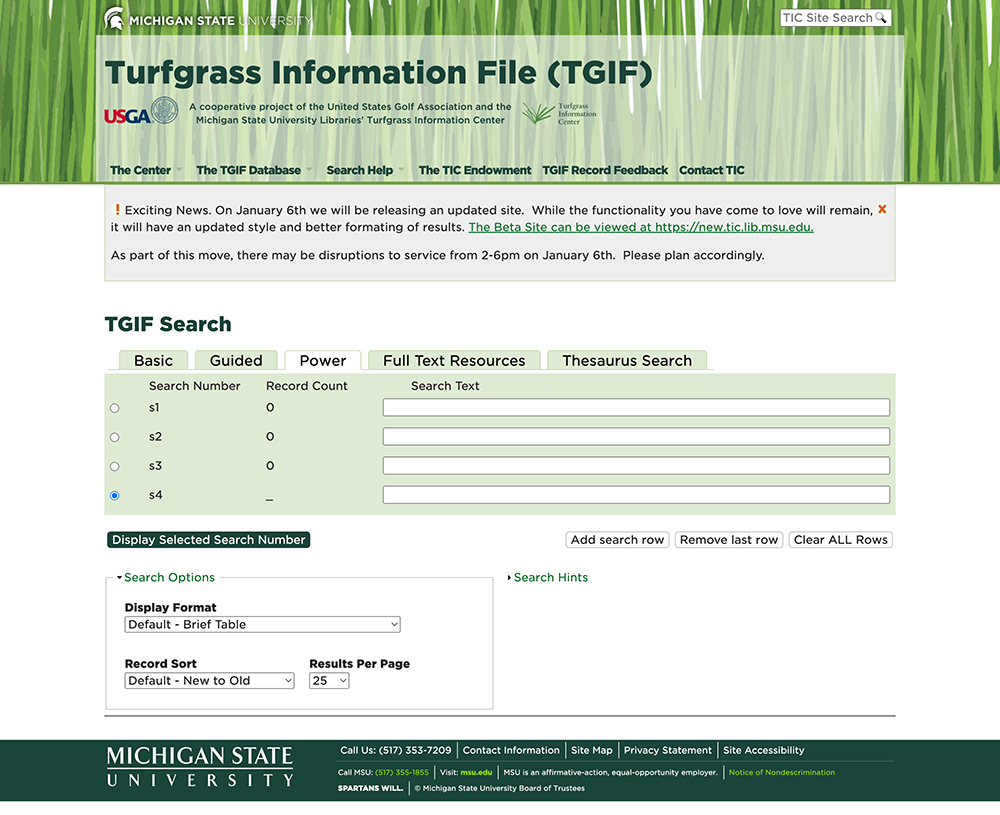 MICHIGAN STATE UNIVERSITY
TIC Site Search
Turfgrass Information File (TGIF)
USGA
A cooperative project of the United States Golf Association and the
Michigan State University Libraries' Turfgrass Information Center
Turfgrass
Information
Center
The Center The TGIF Database Search Help The TIC Endowment TGIF Record Feedback Contact TIC
! Exciting News. On January 6th we will be releasing an updated site. While the functionality you have come to love will remain,
it will have an updated style and better formating of results. The Beta Site can be viewed at https://new.tic.lib.msu.edu.
As part of this move, there may be disruptions to service from 2-6pm on January 6th. Please plan accordingly.
TGIF Search
Basic Guided Power Full Text Resources Thesaurus Search
Search Number Record Count Search Text
s1 0
s2 0
s3 0
s4 _
Display Selected Search Number Add search row Remove last row Clear ALL Rows
Search Options Search Hints
Display Format
Default - Brief Table
Record Sort Results Per Page
Default - New to Old 25
MICHIGAN STATE
UNIVERSITY
Call Us: (517) 353-7209 Contact Information Site Map Privacy Statement Site Accessibility
Call MSU: (517) 355-1855 Visit: msu.edu MSU is an affirmative-action, equal-opportunity employer. Notice of Nondescrimination
SPARTANS WILL. © Michigan State University Board of Trustees